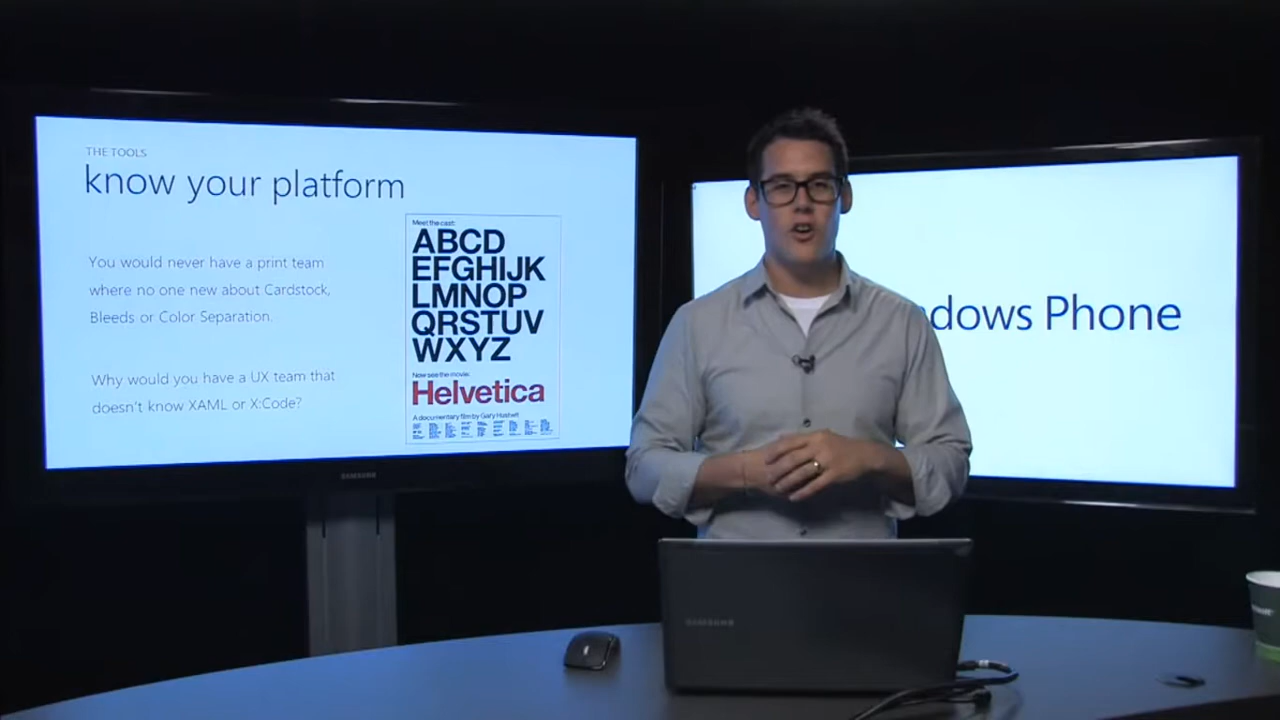 THE TOOLS
know your platform
You would never have a print team
where no one new about Cardstock,
Bleeds or Color Separation.
Why would you have a UX team that
doesn't know XAML or X:Code?
Meet the cast:
ABCD
EFGHIJK
LMNOP
QRSTUV
WXYZ
Now see the movie:
Helvetica
A documentary film by Gary Hustwit
SAMSUNG
ndows Phone
SAMSUNG